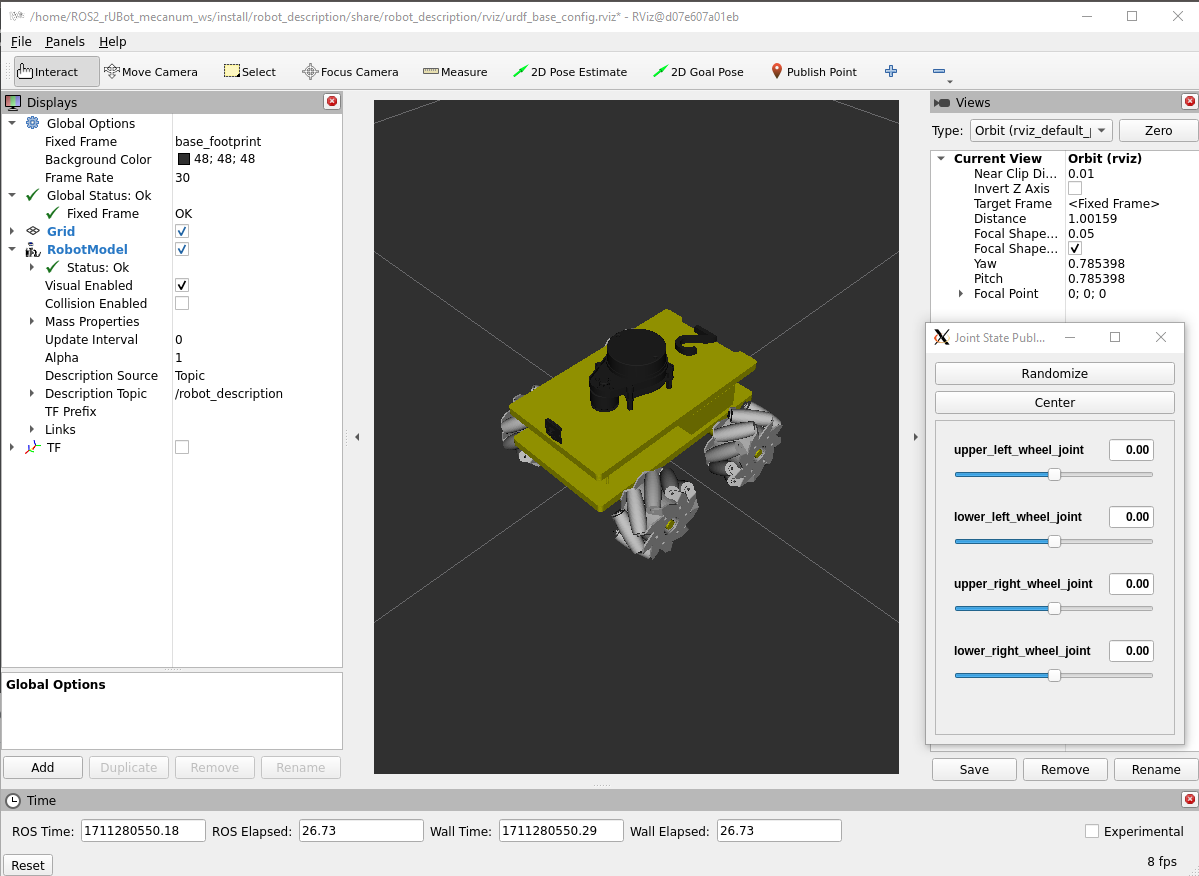 /home/ROS2_rUBot_mecanum_ws/install/robot_description/share/robot_description/rviz/urdf_base_config.rviz* - RViz@d07e607a01eb
File Panels Help
Interact Move Camera Select Focus Camera Measure 2D Pose Estimate 2D Goal Pose Publish Point
Displays
Global Options
Fixed Frame base_footprint
Background Color 48; 48; 48
Frame Rate 30
Global Status: Ok
Fixed Frame OK
Grid
RobotModel
Status: Ok
Visual Enabled
Collision Enabled
Mass Properties
Update Interval 0
Alpha 1
Description Source Topic
Description Topic /robot_description
TF Prefix
Links
TF
Global Options
Add Duplicate Remove Rename
Views
Type: Orbit (rviz_default_ Zero
Current View Orbit (rviz)
Near Clip Di... 0.01
Invert Z Axis
Target Frame <Fixed Frame>
Distance 1.00159
Focal Shape... 0.05
Focal Shape...
Yaw 0.785398
Pitch 0.785398
Focal Point 0; 0; 0
Joint State Publ...
Randomize
Center
upper_left_wheel_joint 0.00
lower_left_wheel_joint 0.00
upper_right_wheel_joint 0.00
lower_right_wheel_joint 0.00
Save Remove Rename
Time
ROS Time: 1711280550.18 ROS Elapsed: 26.73 Wall Time: 1711280550.29 Wall Elapsed: 26.73 Experimental
Reset 8 fps